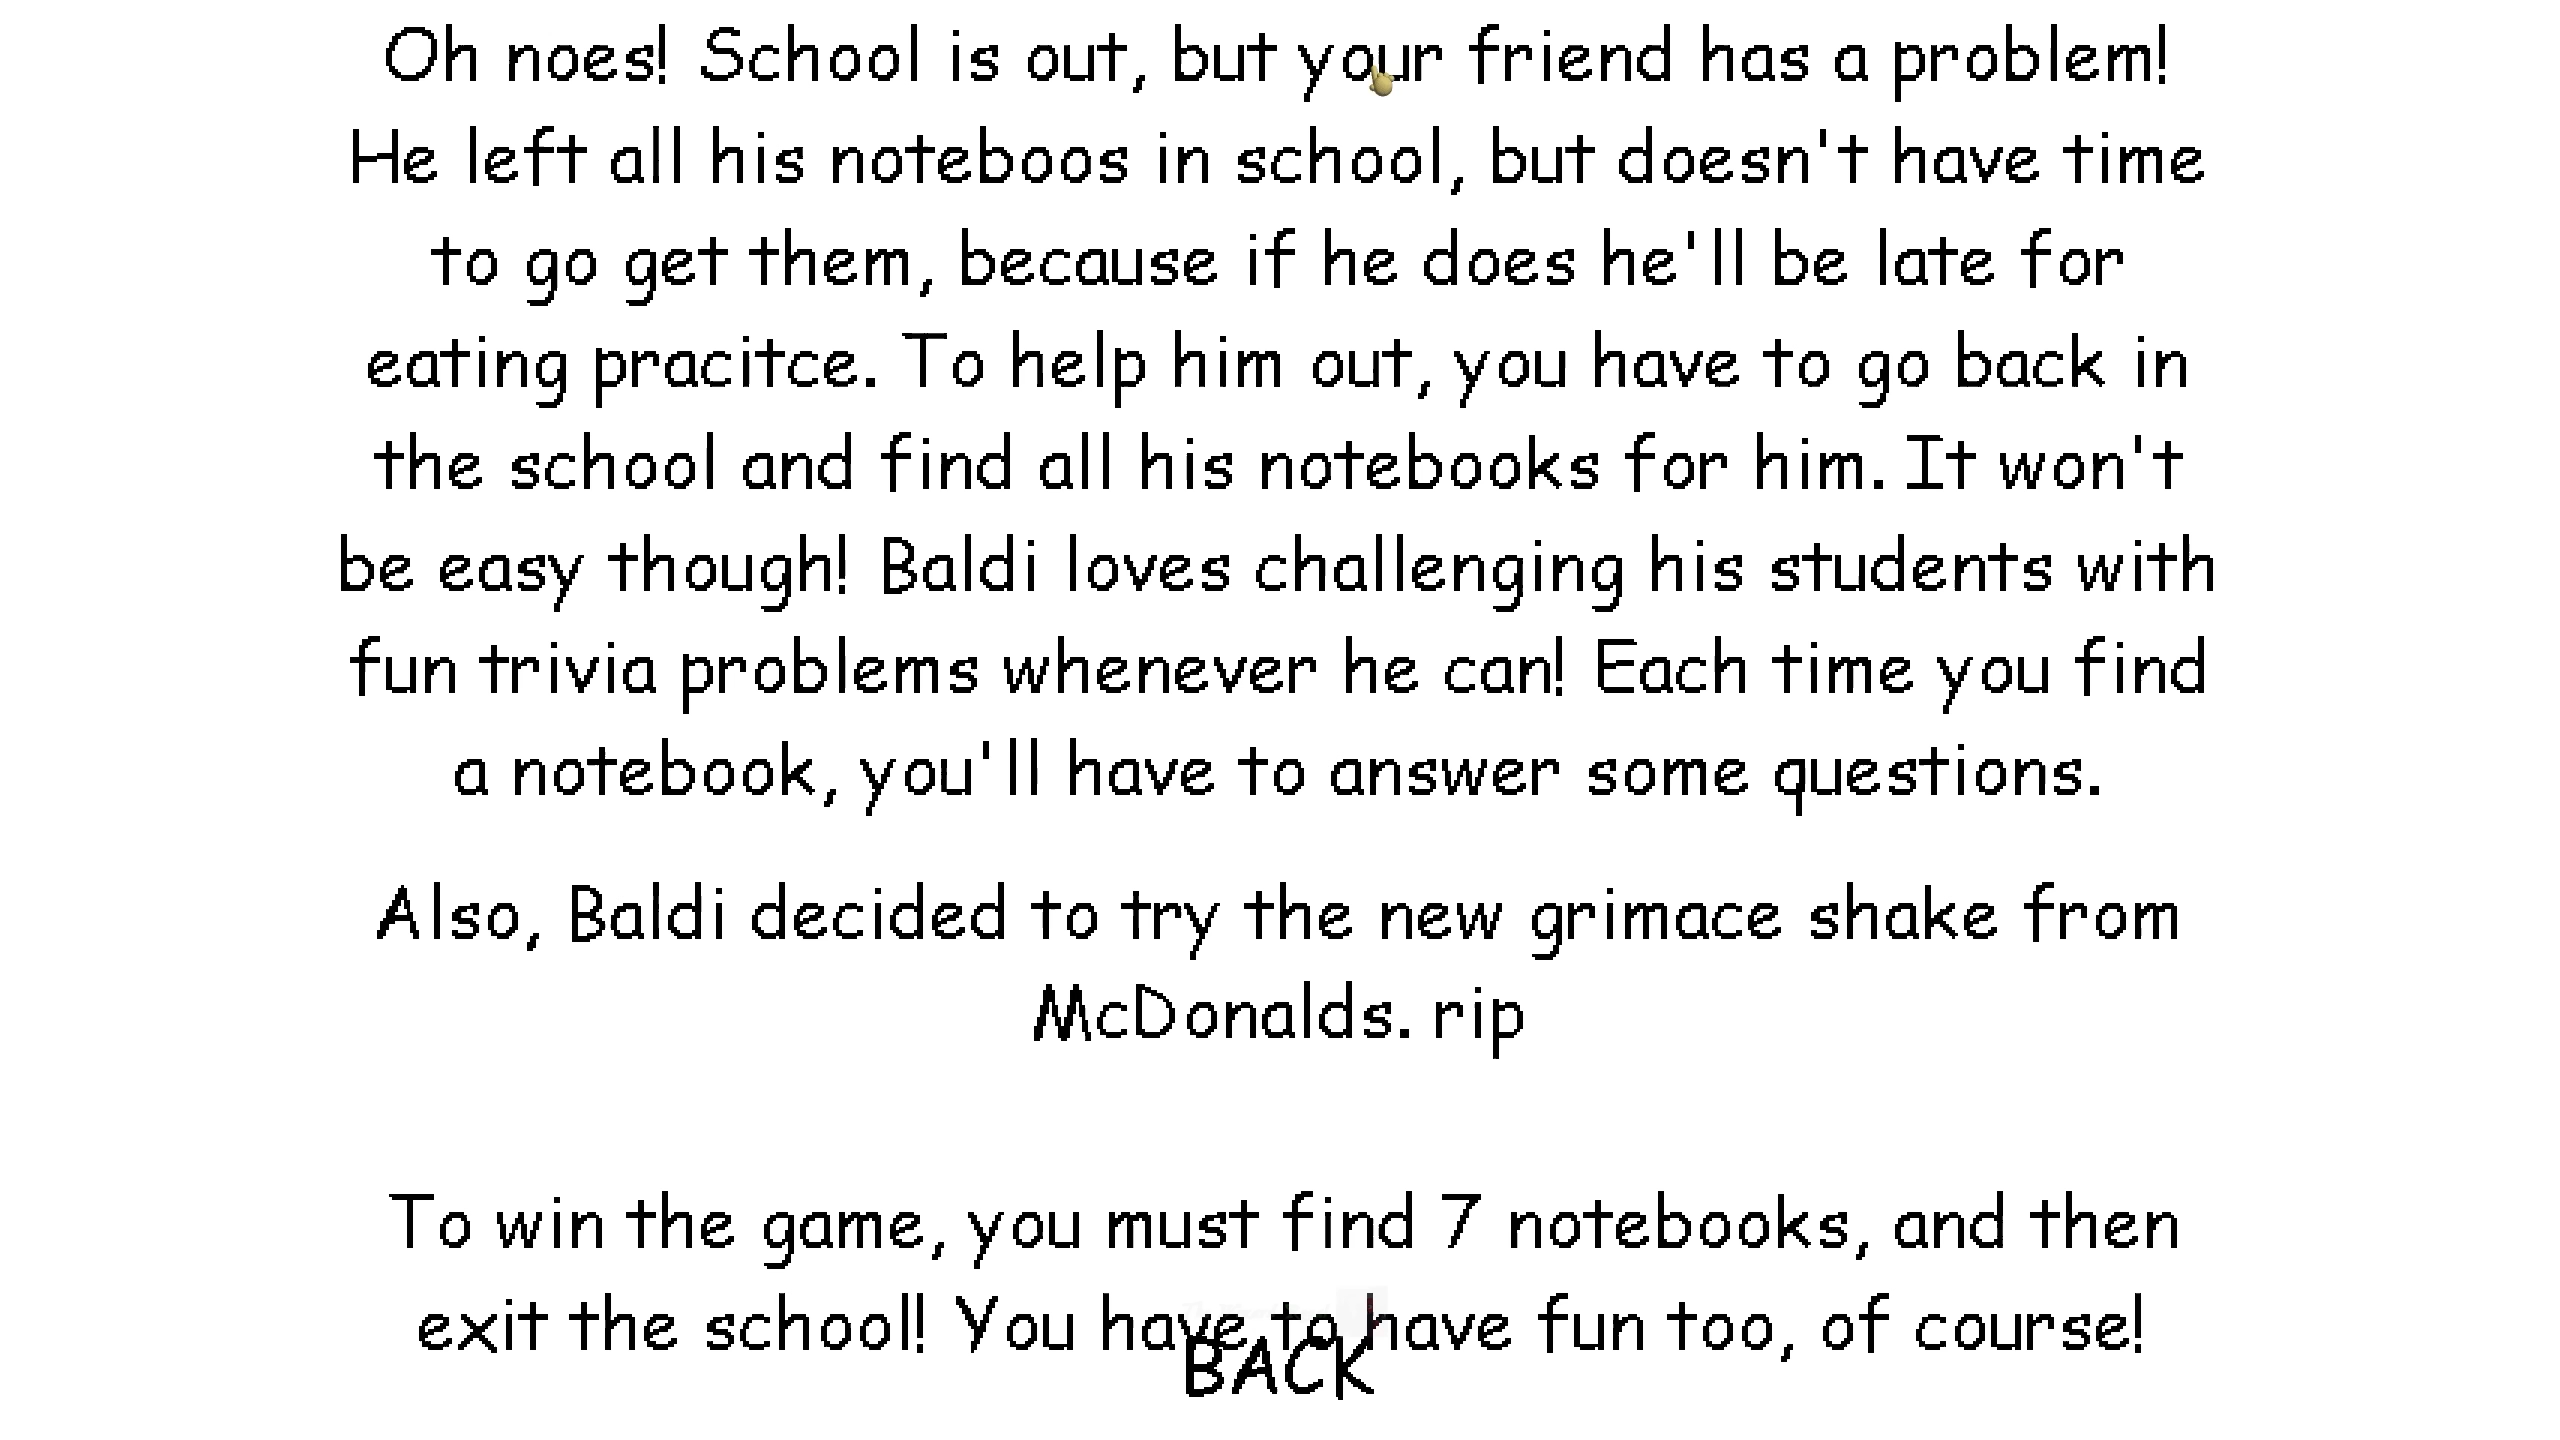 Oh noes! School is out, but your friend has a problem!
He left all his noteboos in school, but doesn't have time
to go get them, because if he does he'll be late for
eating pracitce. To help him out, you have to go back in
the school and find all his notebooks for him. It won't
be easy though! Baldi loves challenging his students with
fun trivia problems whenever he can! Each time you find
a notebook, you'll have to answer some questions.
Also, Baldi decided to try the new grimace shake from
McDonalds. rip
To win the game, you must find 7 notebooks, and then
exit the school! You have to have fun too, of course!
BACK